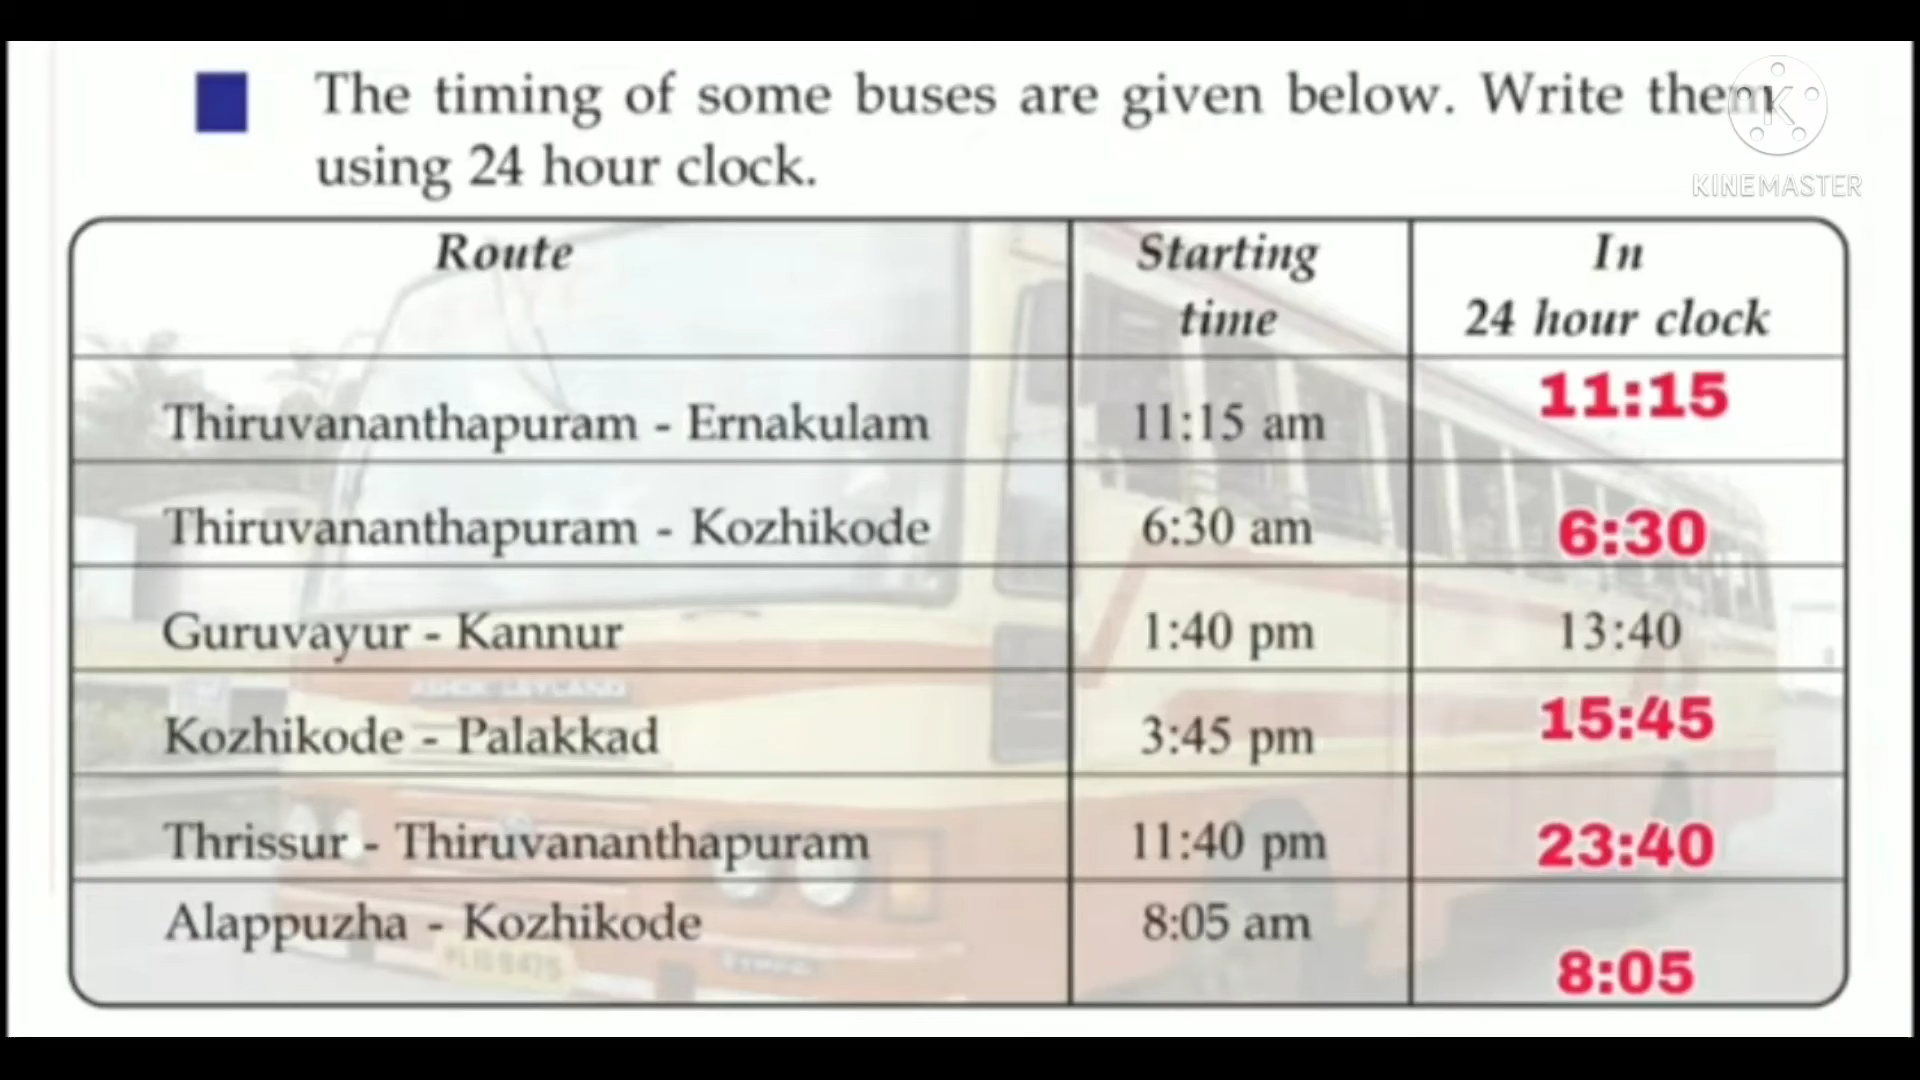 The timing of some buses are given below. Write them
using 24 hour clock.
KINEMASTER
Route Starting time In 24 hour clock
Thiruvananthapuram - Ernakulam 11:15 am 11:15
Thiruvananthapuram - Kozhikode 6:30 am 6:30
Guruvayur - Kannur 1:40 pm 13:40
Kozhikode - Palakkad 3:45 pm 15:45
Thrissur - Thiruvananthapuram 11:40 pm 23:40
Alappuzha - Kozhikode 8:05 am 8:05
ASHOK LEYLAND